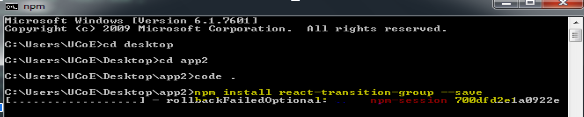 npm
Microsoft Windows [Version 6.1.7601]
Copyright (c) 2009 Microsoft Corporation.  All rights reserved.
C:\Users\UCoE>cd desktop
C:\Users\UCoE\Desktop>cd app2
C:\Users\UCoE\Desktop\app2>code .
C:\Users\UCoE\Desktop\app2>npm install react-transition-group --save
[..................] - rollbackFailedOptional: npm-session 700dfd2e1a0922e